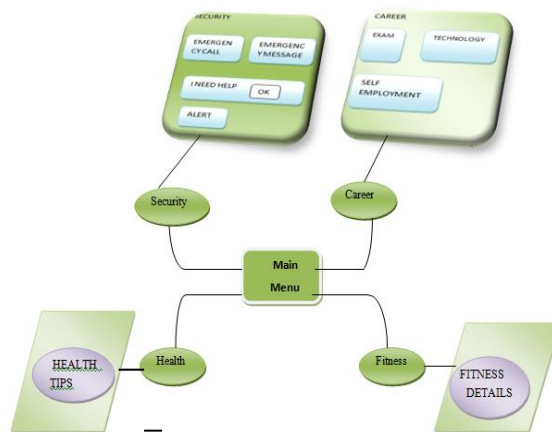 SECURITY
EMERGEN
CYCALL
EMERGENC
YMESSAGE
I NEED HELP
OK
ALERT
CAREER
EXAM
TECHNOLOGY
SELF
EMPLOYMENT
Security
Career
Main
Menu
Health
Fitness
HEALTH
TIPS
FITNESS
DETAILS